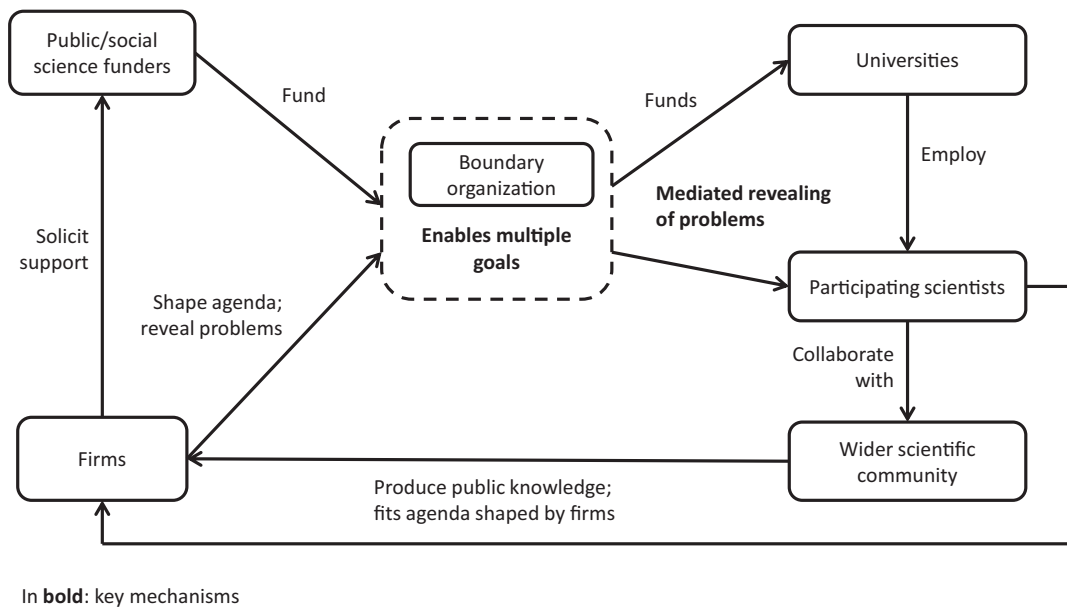 Public/social
science funders
Fund
Boundary
organization
Enables multiple
goals
Funds
Universities
Employ
Mediated revealing
of problems
Solicit
support
Shape agenda;
reveal problems
Participating scientists
Collaborate
with
Firms
Wider scientific
community
Produce public knowledge;
fits agenda shaped by firms
In bold: key mechanisms